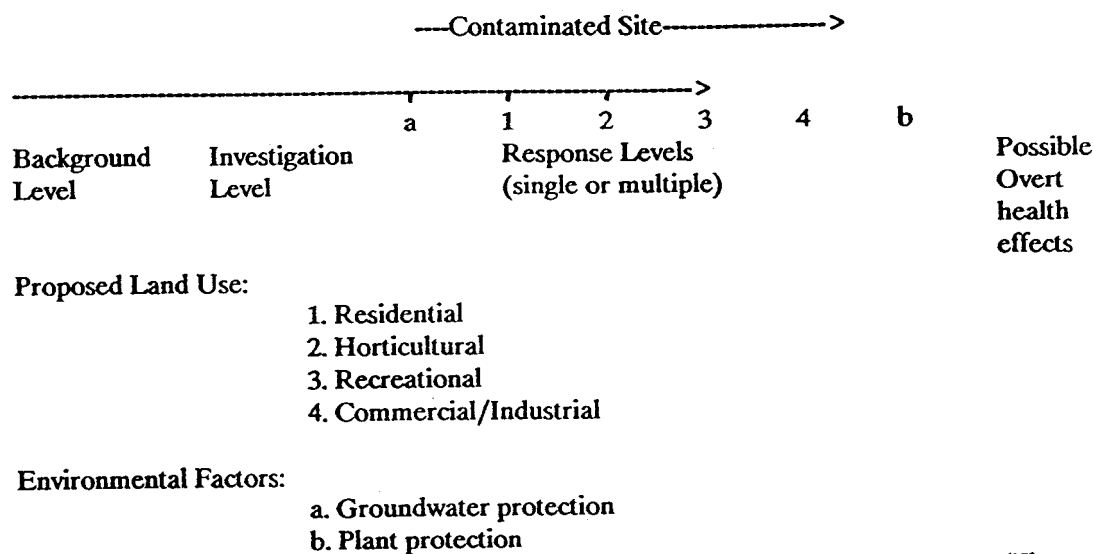 ----Contaminated Site---------------->
------------------------------------------------------------------->
a 1 2 3 4 b
Background Level
Investigation Level
Response Levels
(single or multiple)
Possible
Overt
health
effects
Proposed Land Use:
1. Residential
2. Horticultural
3. Recreational
4. Commercial/Industrial
Environmental Factors:
a. Groundwater protection
b. Plant protection